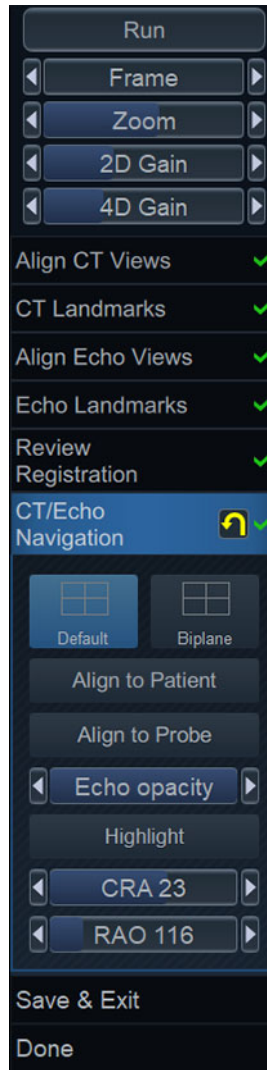 Run
Frame
Zoom
2D Gain
4D Gain
Align CT Views
CT Landmarks
Align Echo Views
Echo Landmarks
Review
Registration
CT/Echo
Navigation
Default Biplane
Align to Patient
Align to Probe
Echo opacity
Highlight
CRA 23
RAO 116
Save & Exit
Done